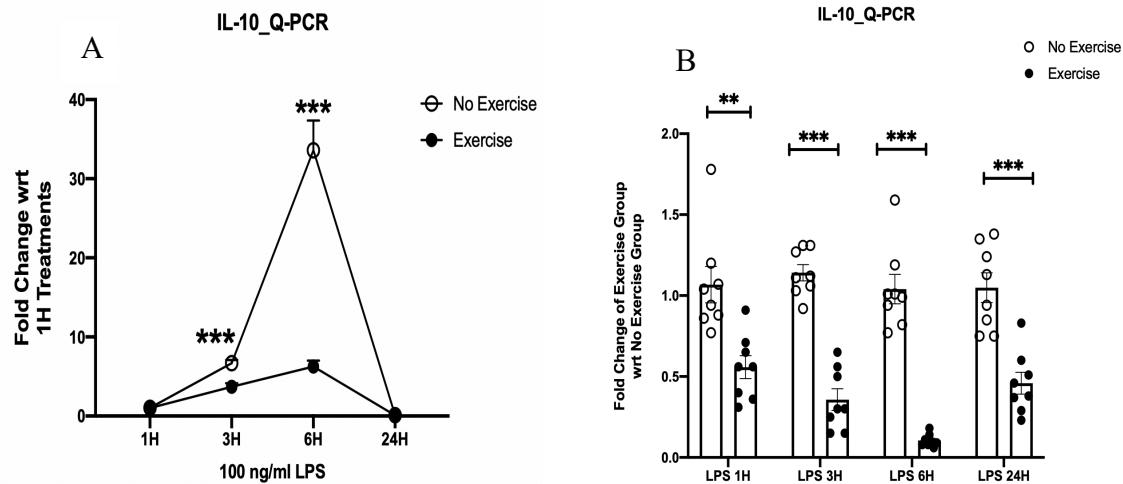 IL-10_Q-PCR
A
No Exercise
Exercise
Fold Change wrt
1H Treatments
40
30
20
10
0
***
***
1H 3H 6H 24H
100 ng/ml LPS
IL-10_Q-PCR
B
No Exercise
Exercise
Fold Change of Exercise Group
wrt No Exercise Group
2.0
1.5
1.0
0.5
0.0
** *** *** ***
LPS 1H LPS 3H LPS 6H LPS 24H